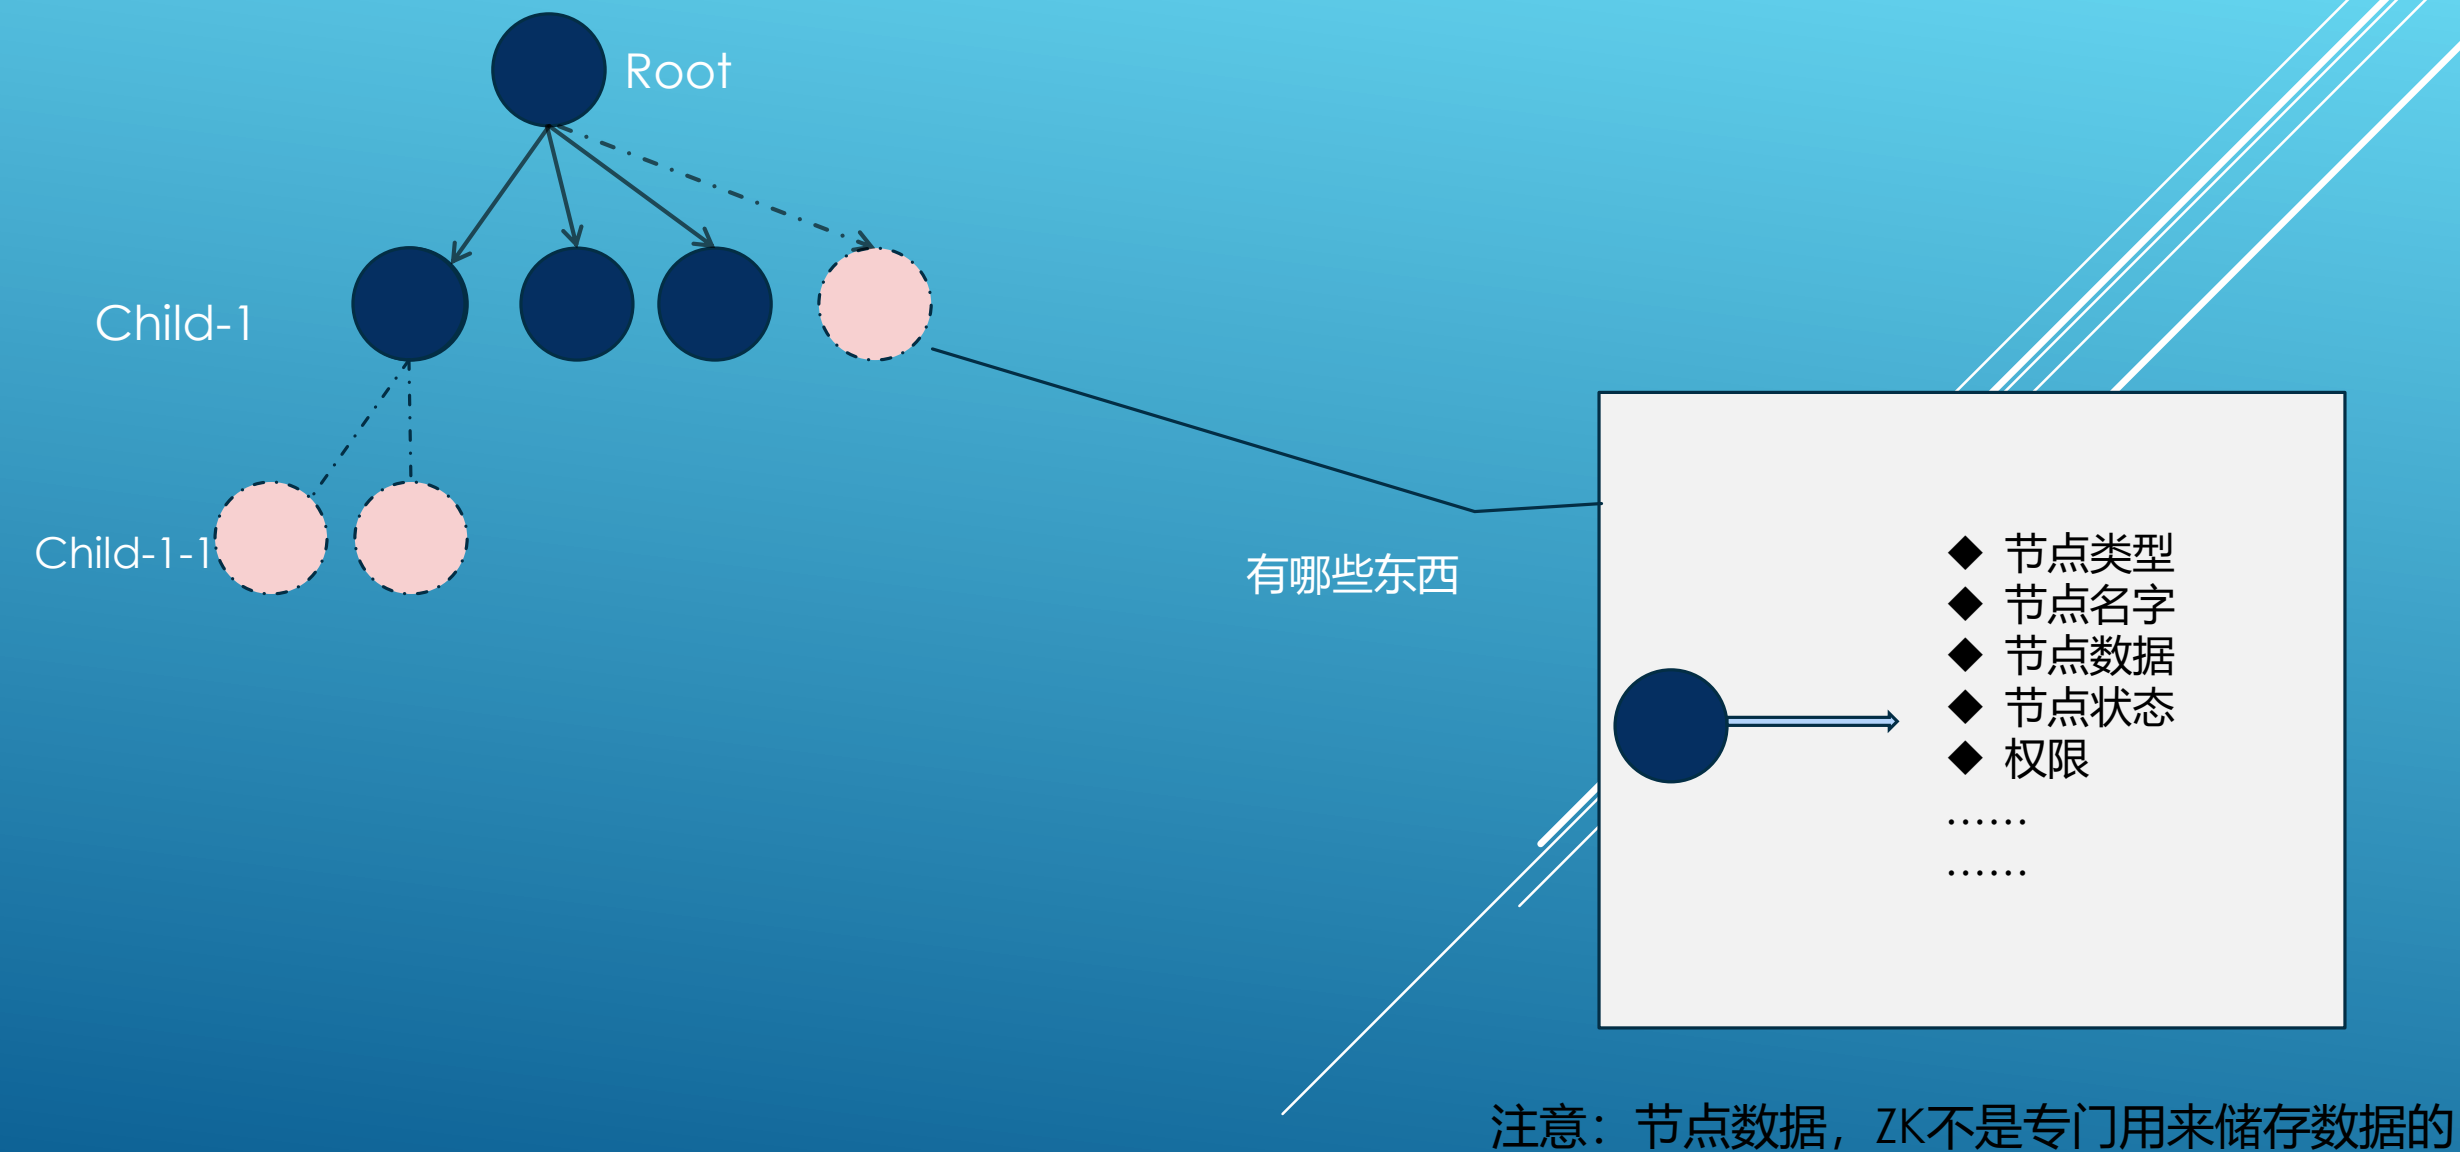 Root
Child-1
Child-1-1
有哪些东西
◆ 节点类型
◆ 节点名字
◆ 节点数据
◆ 节点状态
◆ 权限
……
……
注意：节点数据，ZK不是专门用来储存数据的